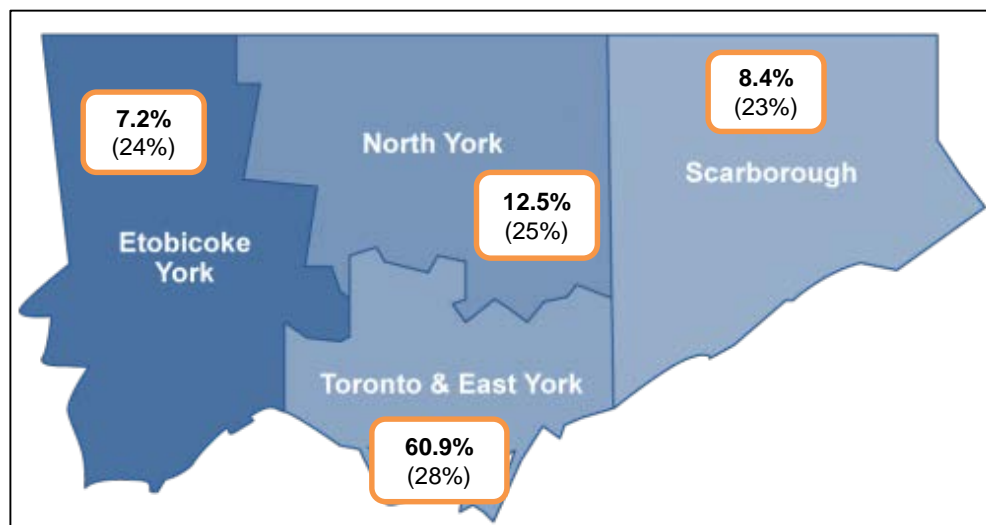 7.2%
(24%)
Etobicoke
York
North York
12.5%
(25%)
8.4%
(23%)
Scarborough
Toronto & East York
60.9%
(28%)